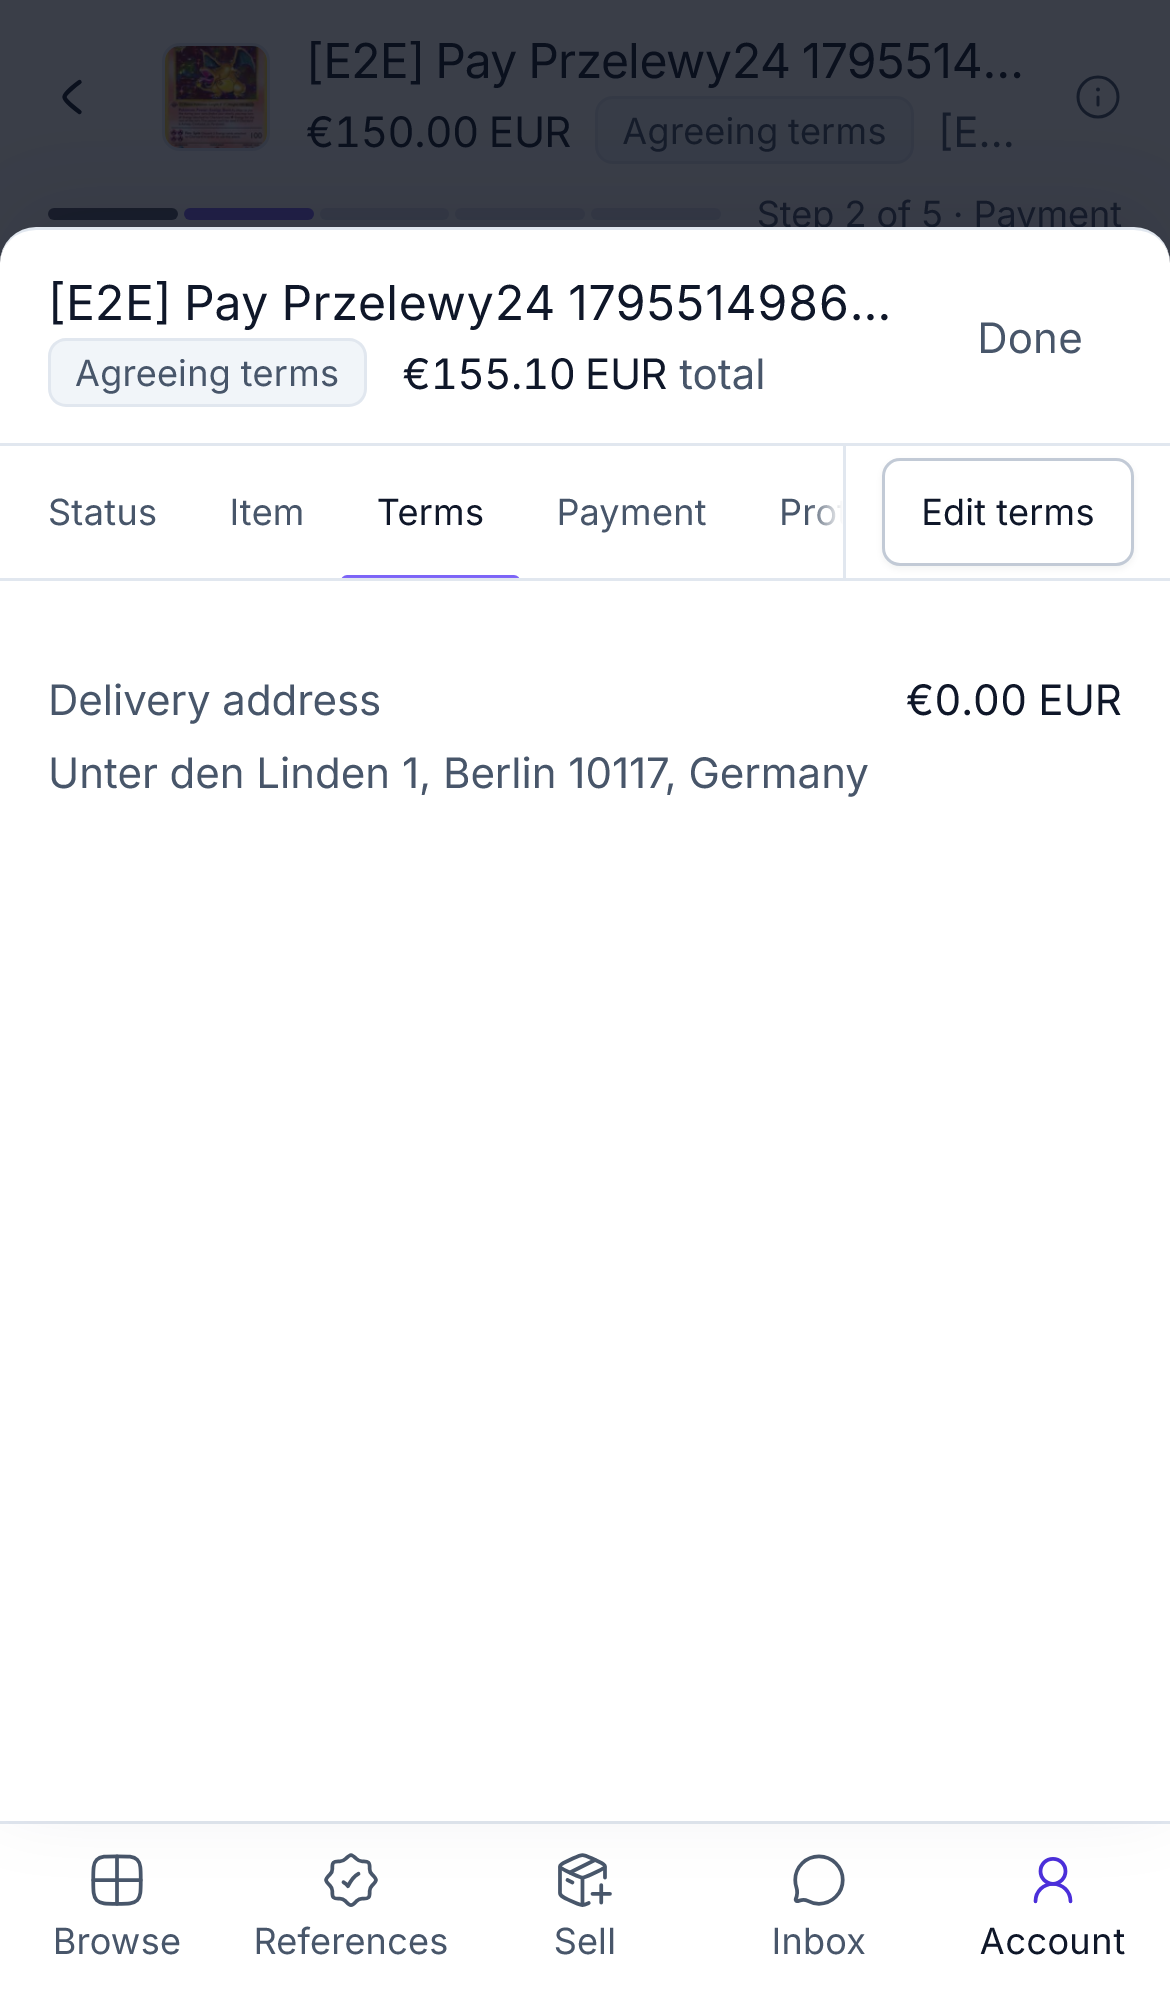 [E2E] Pay Przelewy24 1795514...
€150.00 EUR Agreeing terms [E...
Step 2 of 5 · Payment
[E2E] Pay Przelewy24 1795514986...
Agreeing terms €155.10 EUR total
Done
Status Item Terms Payment Pro
Edit terms
Delivery address €0.00 EUR
Unter den Linden 1, Berlin 10117, Germany
Browse References Sell Inbox Account